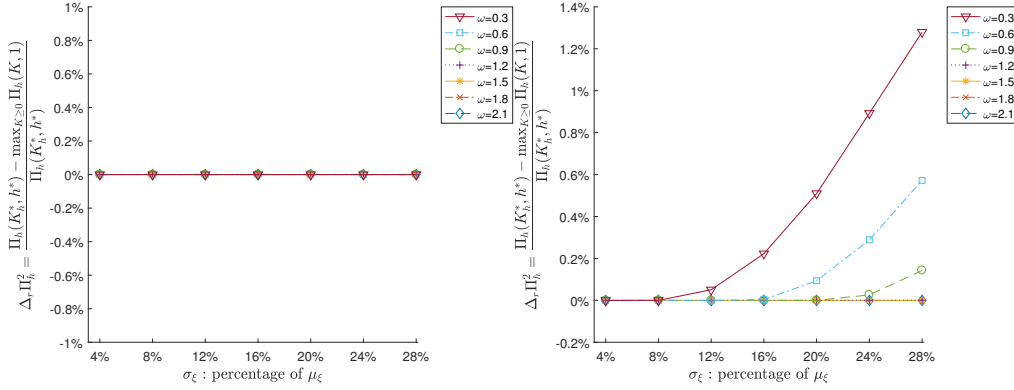 1%
0.8%
0.6%
0.4%
0.2%
0%
-0.2%
-0.4%
-0.6%
-0.8%
-1%
4% 8% 12% 16% 20% 24% 28%
σ_ξ : percentage of μ_ξ
Δ_r Π_h^2 = \frac{Π_h(K_h^*, h^*) − max_{K≥0} Π_h(K, 1)}{Π_h(K_h^*, h^*)}
ω=0.3
ω=0.6
ω=0.9
ω=1.2
ω=1.5
ω=1.8
ω=2.1
1.4%
1.2%
1%
0.8%
0.6%
0.4%
0.2%
0%
-0.2%
4% 8% 12% 16% 20% 24% 28%
σ_ξ : percentage of μ_ξ
Δ_r Π_h^2 = \frac{Π_h(K_h^*, h^*) − max_{K≥0} Π_h(K, 1)}{Π_h(K_h^*, h^*)}
ω=0.3
ω=0.6
ω=0.9
ω=1.2
ω=1.5
ω=1.8
ω=2.1